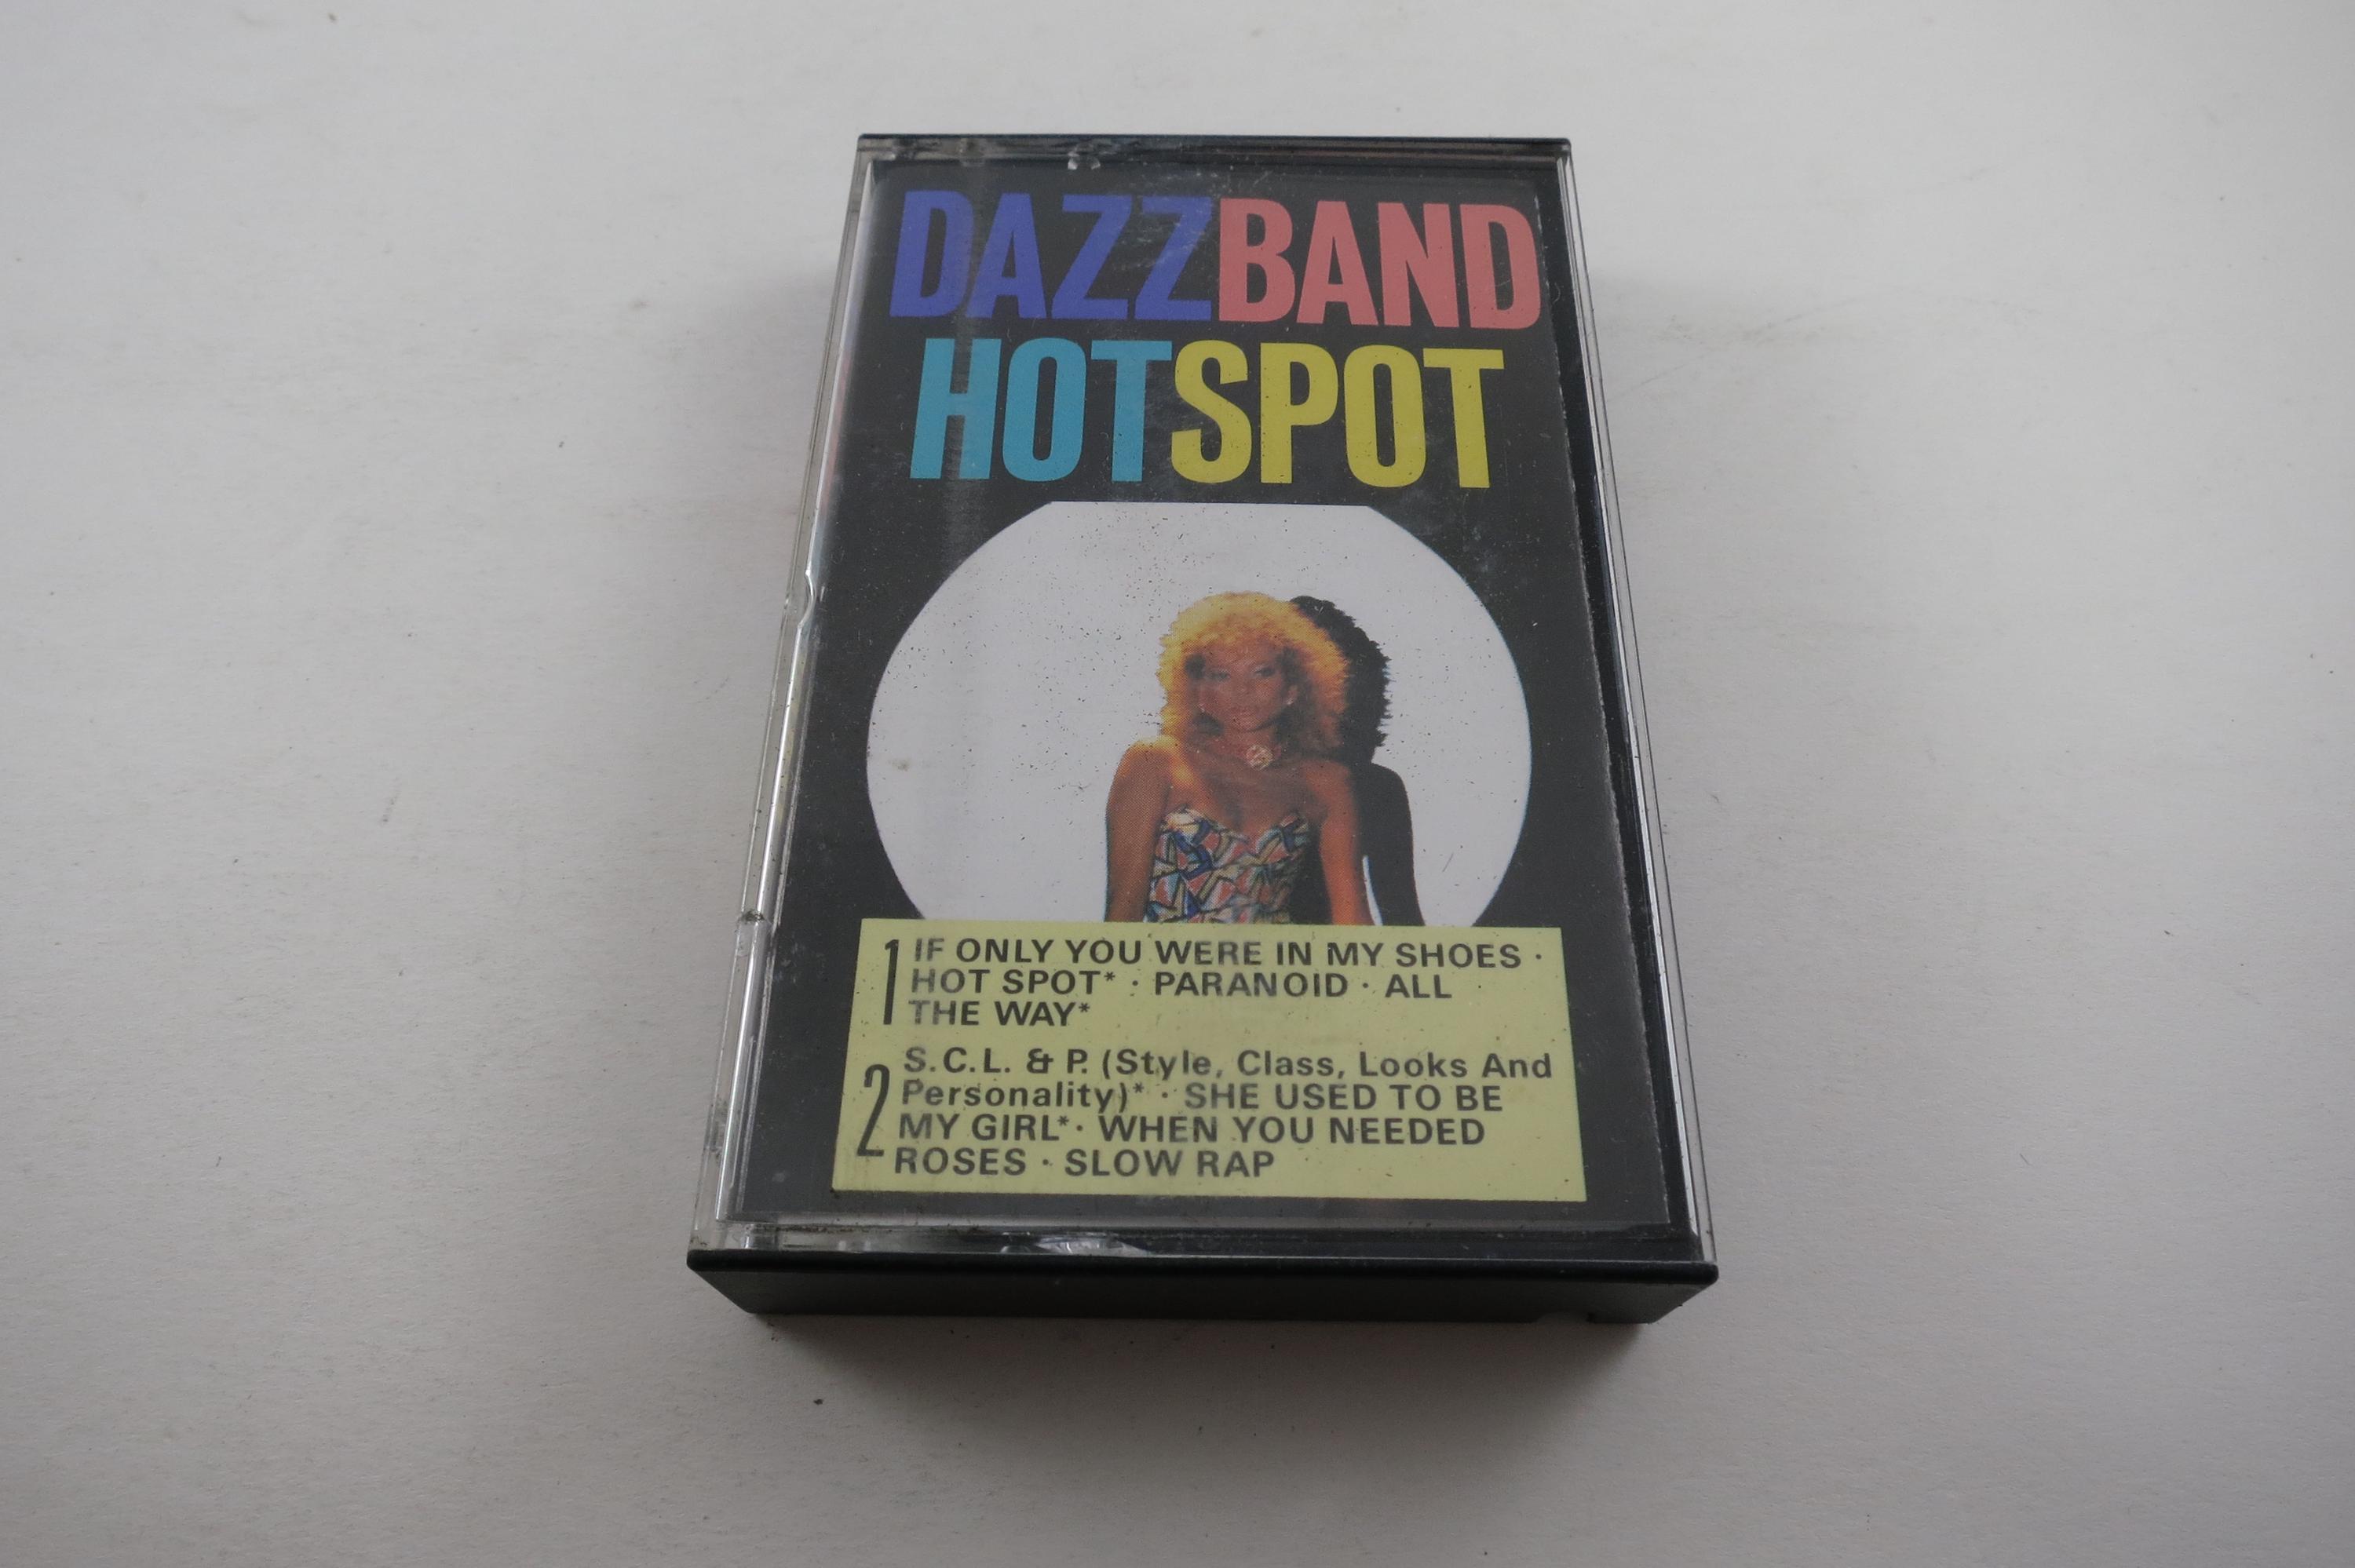 DAZZBAND
HOTSPOT
1 IF ONLY YOU WERE IN MY SHOES ·
HOT SPOT* · PARANOID · ALL
THE WAY*
2 S.C.L. & P. (Style, Class, Looks And
Personality)* · SHE USED TO BE
MY GIRL* · WHEN YOU NEEDED
ROSES · SLOW RAP